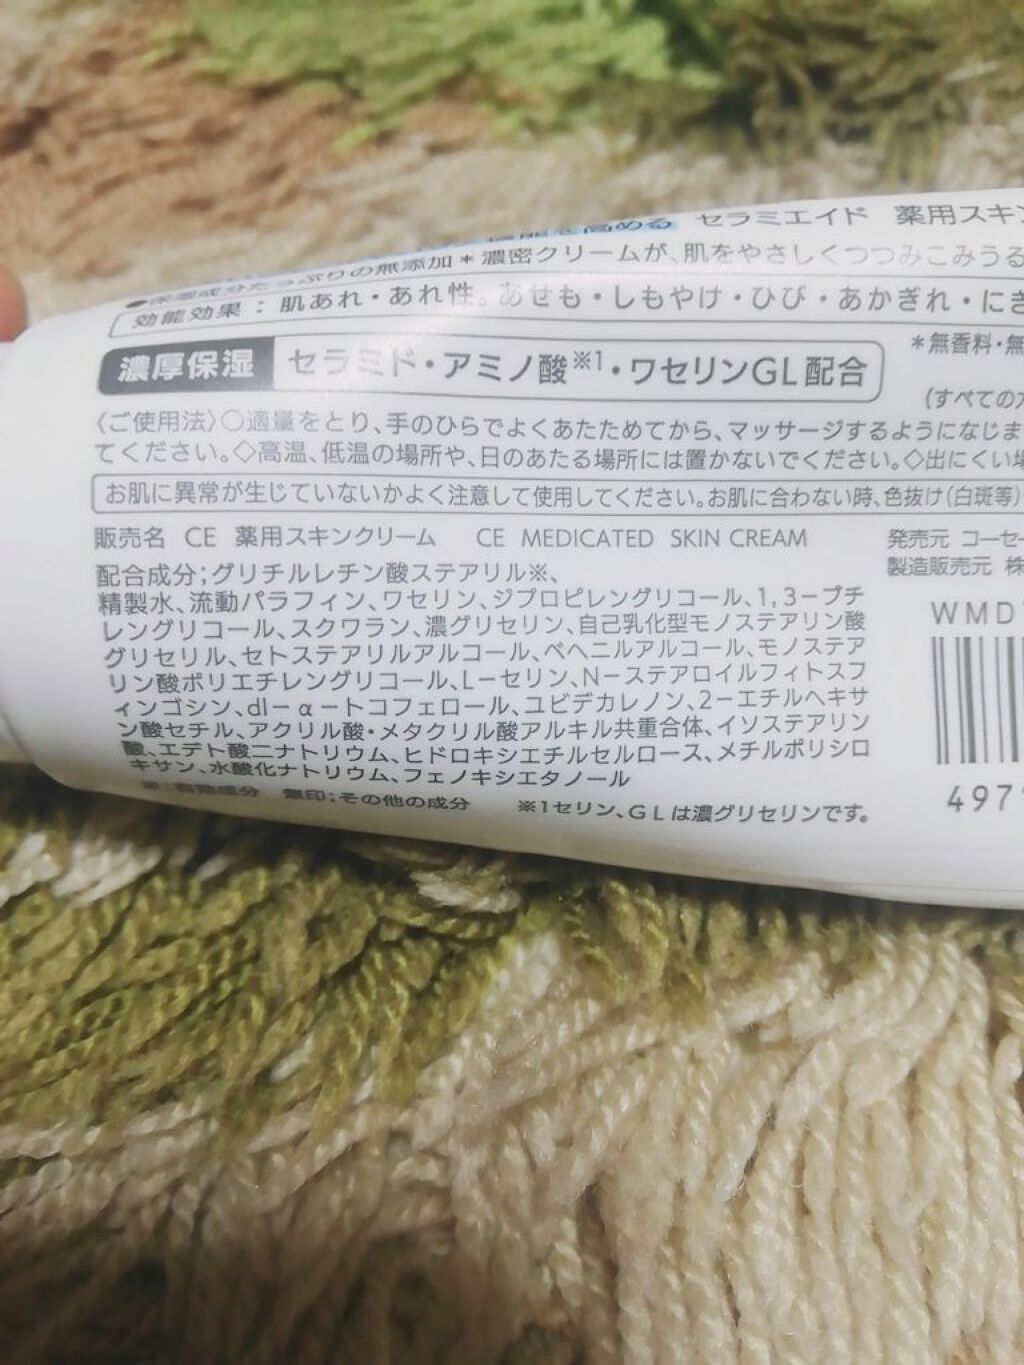 を高める セラミエイド 薬用スキン
●保湿成分たっぷりの無添加*濃密クリームが、肌をやさしくつつみこみうる
効能効果：肌あれ・あれ性。あせも・しもやけ・ひび・あかぎれ・にき
*無香料・無
濃厚保湿 セラミド・アミノ酸※1・ワセリンGL配合
(すべての
〈ご使用法〉○適量をとり、手のひらでよくあたためてから、マッサージするようになじま
てください。◇高温、低温の場所や、日のあたる場所には置かないでください。◇出にくい場
お肌に異常が生じていないかよく注意して使用してください。お肌に合わない時、色抜け(白斑等)
販売名 CE 薬用スキンクリーム CE MEDICATED SKIN CREAM
発売元 コーセー
製造販売元 株
配合成分;グリチルレチン酸ステアリル※、
精製水、流動パラフィン、ワセリン、ジプロピレングリコール、1,3-ブチ
レングリコール、スクワラン、濃グリセリン、自己乳化型モノステアリン酸
グリセリル、セトステアリルアルコール、ベヘニルアルコール、モノステア
リン酸ポリエチレングリコール、L-セリン、N-ステアロイルフィトスフ
ィンゴシン、dl-α-トコフェロール、ユビデカレノン、2-エチルヘキサ
ン酸セチル、アクリル酸・メタクリル酸アルキル共重合体、イソステアリン
酸、エデト酸二ナトリウム、ヒドロキシエチルセルロース、メチルポリシロ
キサン、水酸化ナトリウム、フェノキシエタノール
※;有効成分 無印;その他の成分 ※1セリン、GLは濃グリセリンです。
WMD
497